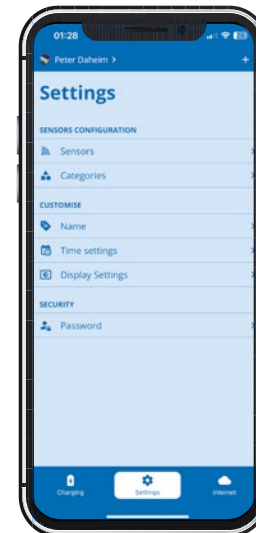 01:28
Peter Daheim >
+
Settings
SENSORS CONFIGURATION
Sensors
Categories
CUSTOMISE
Name
Time settings
Display Settings
SECURITY
Password
Charging
Settings
Internet